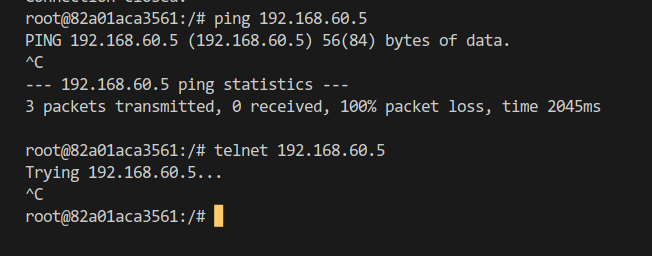 Connection closed.
root@82a01aca3561:/# ping 192.168.60.5
PING 192.168.60.5 (192.168.60.5) 56(84) bytes of data.
^C
--- 192.168.60.5 ping statistics ---
3 packets transmitted, 0 received, 100% packet loss, time 2045ms
root@82a01aca3561:/# telnet 192.168.60.5
Trying 192.168.60.5...
^C
root@82a01aca3561:/#